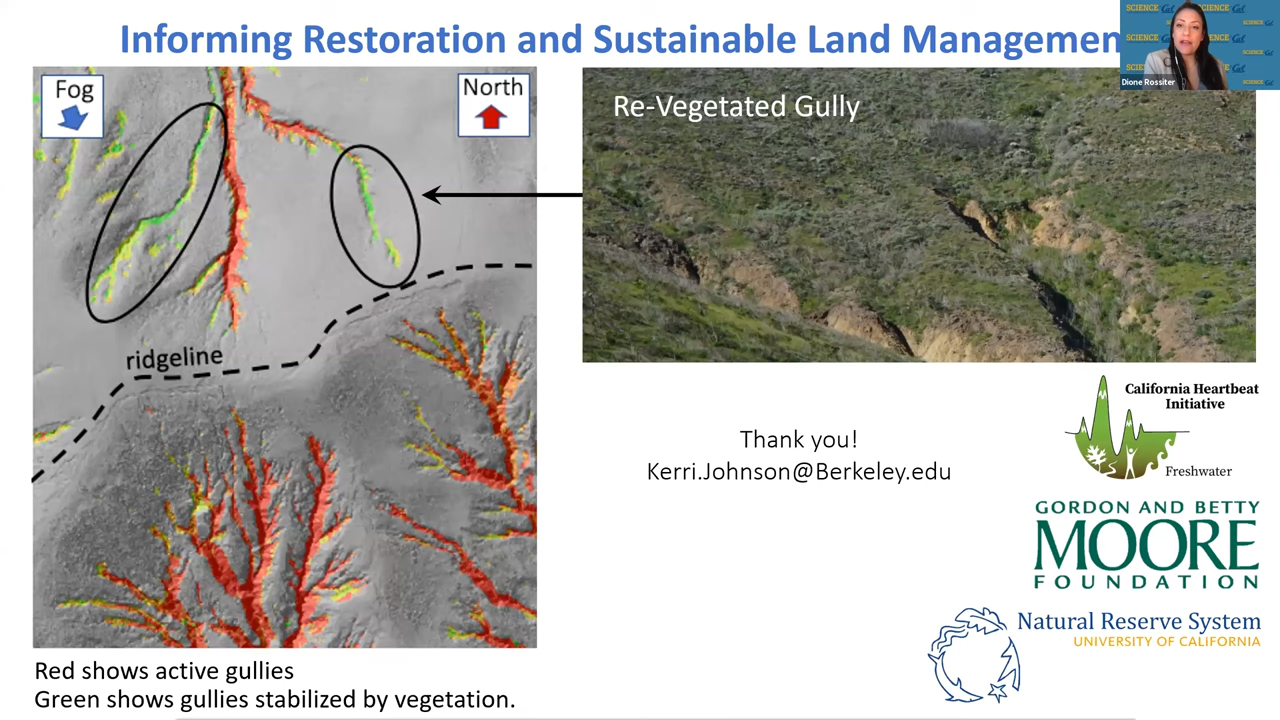 Informing Restoration and Sustainable Land Managemen
Fog
North
ridgeline
Re-Vegetated Gully
Dione Rossiter
SCIENCE Cal
Thank you!
Kerri.Johnson@Berkeley.edu
California Heartbeat
Initiative
Freshwater
GORDON AND BETTY
MOORE
FOUNDATION
Natural Reserve System
UNIVERSITY OF CALIFORNIA
Red shows active gullies
Green shows gullies stabilized by vegetation.